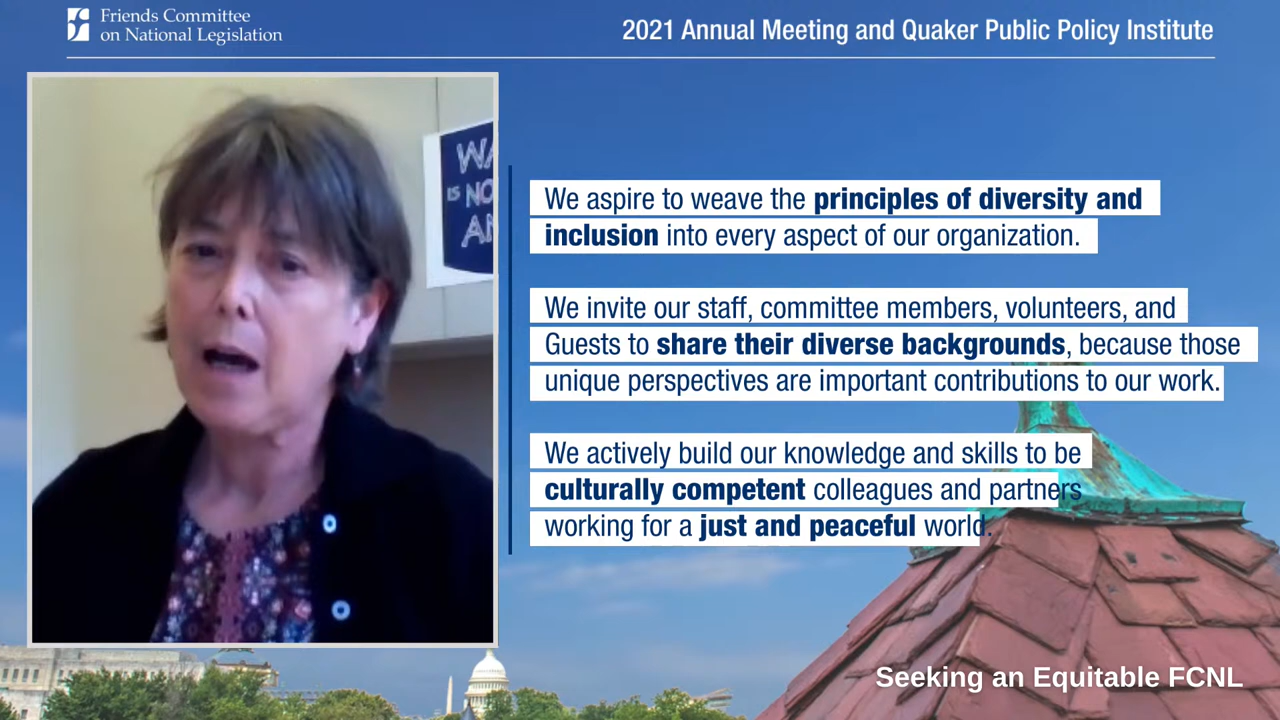 Friends Committee
on National Legislation
2021 Annual Meeting and Quaker Public Policy Institute
WA
IS NO
AN
We aspire to weave the principles of diversity and
inclusion into every aspect of our organization.
We invite our staff, committee members, volunteers, and
Guests to share their diverse backgrounds, because those
unique perspectives are important contributions to our work.
We actively build our knowledge and skills to be
culturally competent colleagues and partners
working for a just and peaceful world.
Seeking an Equitable FCNL